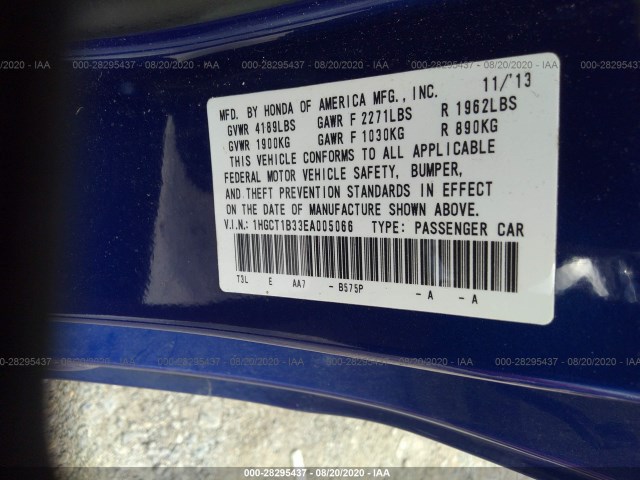 MFD. BY HONDA OF AMERICA MFG., INC. 11/'13
GVWR 4189LBS GAWR F 2271LBS R 1962LBS
GVWR 1900KG GAWR F 1030KG R 890KG
THIS VEHICLE CONFORMS TO ALL APPLICABLE
FEDERAL MOTOR VEHICLE SAFETY, BUMPER,
AND THEFT PREVENTION STANDARDS IN EFFECT
ON THE DATE OF MANUFACTURE SHOWN ABOVE.
V.I.N.: 1HGCT1B33EA005066 TYPE: PASSENGER CAR
T3L E AA7 - B575P - A - A
000-28295437 - 08/20/2020 - IAA